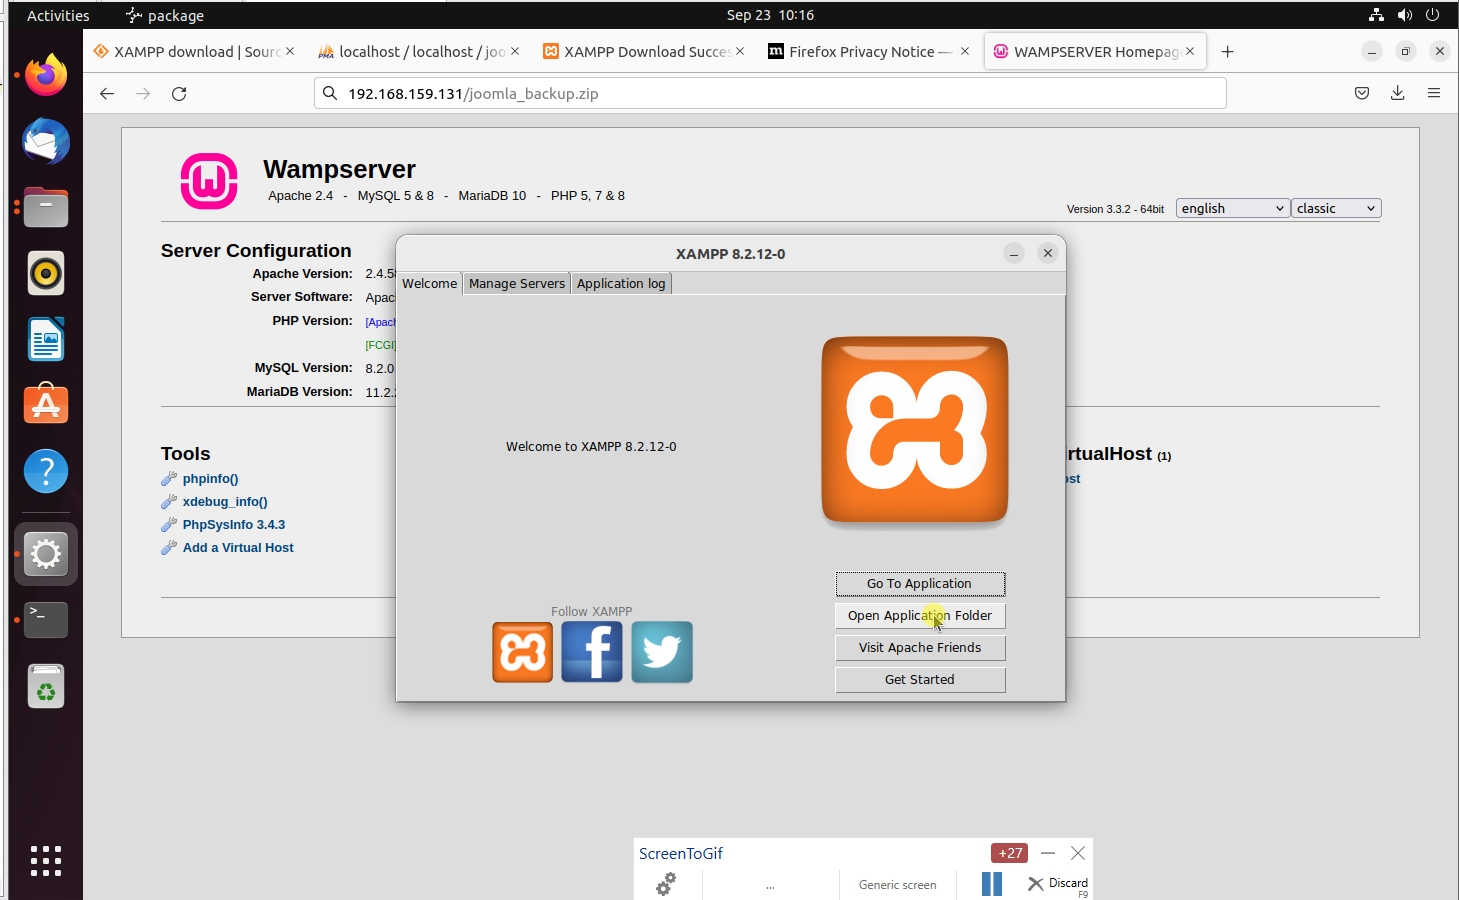 Activities
package
Sep 23 10:16
XAMPP download | Sourc
localhost / localhost / joo
PMA
XAMPP Download Succes
Firefox Privacy Notice —
WAMPSERVER Homepag
192.168.159.131/joomla_backup.zip
Wampserver
Apache 2.4 - MySQL 5 & 8 - MariaDB 10 - PHP 5, 7 & 8
Version 3.3.2 - 64bit
english
classic
Server Configuration
Apache Version: 2.4.5
Server Software: Apac
PHP Version: [Apach
[FCGI]
MySQL Version: 8.2.0
MariaDB Version: 11.2.
Tools
phpinfo()
xdebug_info()
PhpSysInfo 3.4.3
Add a Virtual Host
rtualHost (1)
ost
XAMPP 8.2.12-0
Welcome
Manage Servers
Application log
Welcome to XAMPP 8.2.12-0
Go To Application
Open Application Folder
Visit Apache Friends
Get Started
Follow XAMPP
ScreenToGif
+27
...
Generic screen
Discard
F9